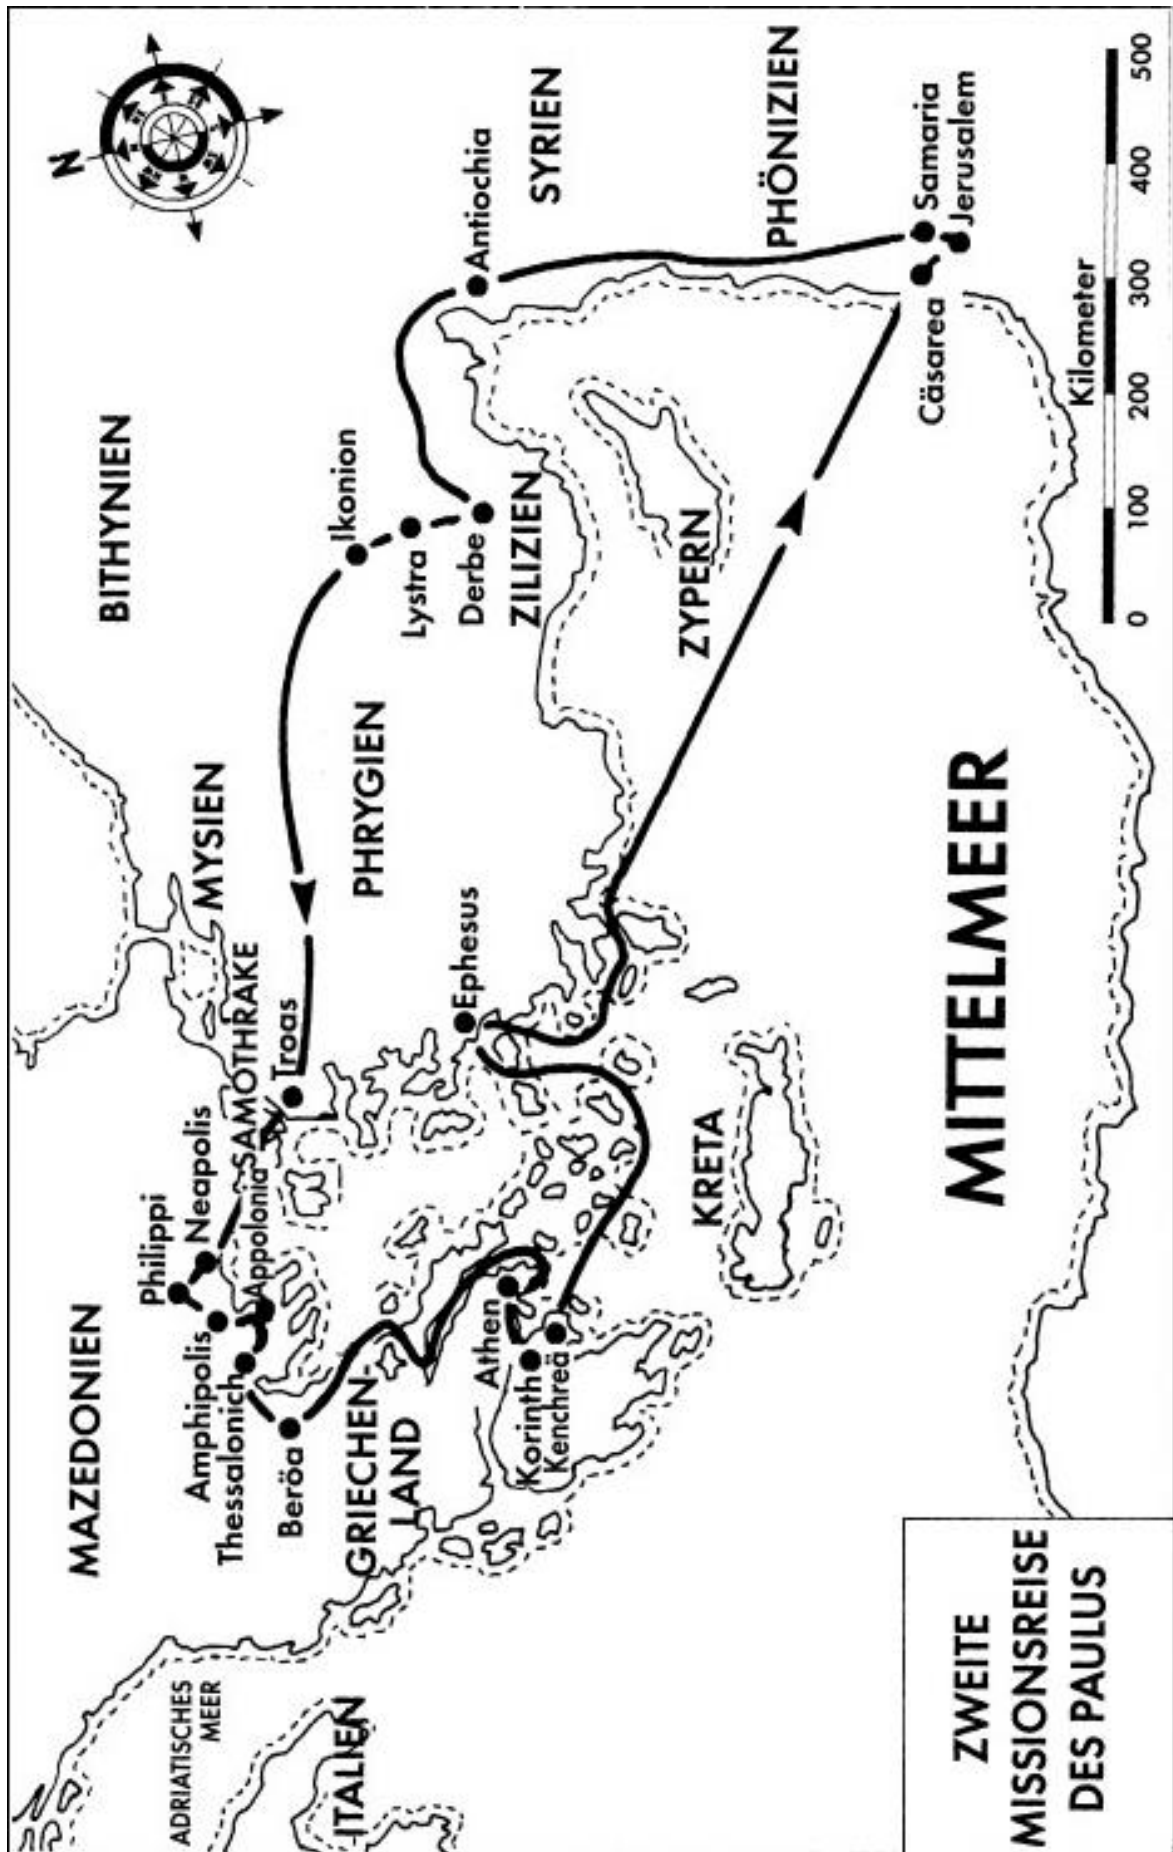 N
ADRIATISCHES
MEER
ITALIEN
MAZEDONIEN
Philippi
Neapolis
SAMOTHRAKE
Amphipolis
Appolonia
Thessalonich
Beröa
GRIECHEN-
LAND
Athen
Korinth
Kenchreä
KRETA
MYSIEN
Troas
BITHYNIEN
PHRYGIEN
Ephesus
Ikonion
Lystra
Derbe
ZILIZIEN
ZYPERN
Antiochia
SYRIEN
PHÖNIZIEN
Samaria
Jerusalem
Cäsarea
MITTELMEER
Kilometer
0 100 200 300 400 500
ZWEITE
MISSIONSREISE
DES PAULUS